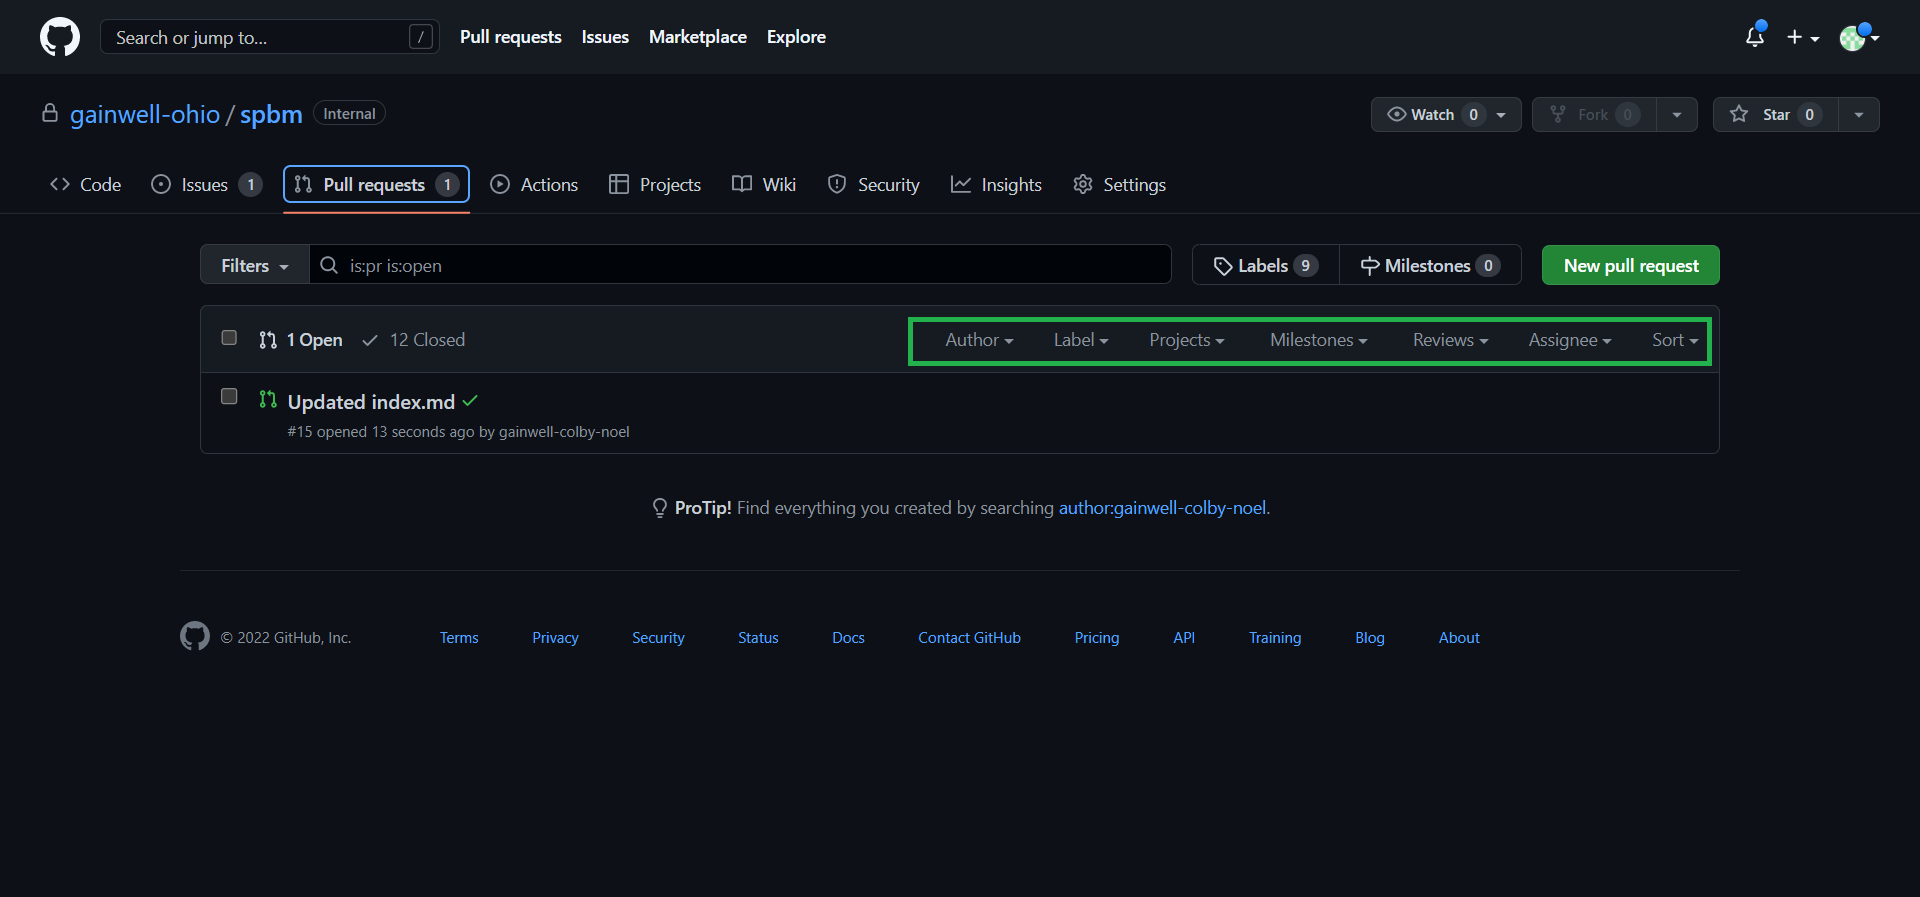 Search or jump to... / Pull requests Issues Marketplace Explore
gainwell-ohio / spbm Internal Watch 0 Fork 0 Star 0
Code Issues 1 Pull requests 1 Actions Projects Wiki Security Insights Settings
Filters is:pr is:open Labels 9 Milestones 0 New pull request
1 Open 12 Closed Author Label Projects Milestones Reviews Assignee Sort
Updated index.md
#15 opened 13 seconds ago by gainwell-colby-noel
ProTip! Find everything you created by searching author:gainwell-colby-noel.
© 2022 GitHub, Inc. Terms Privacy Security Status Docs Contact GitHub Pricing API Training Blog About